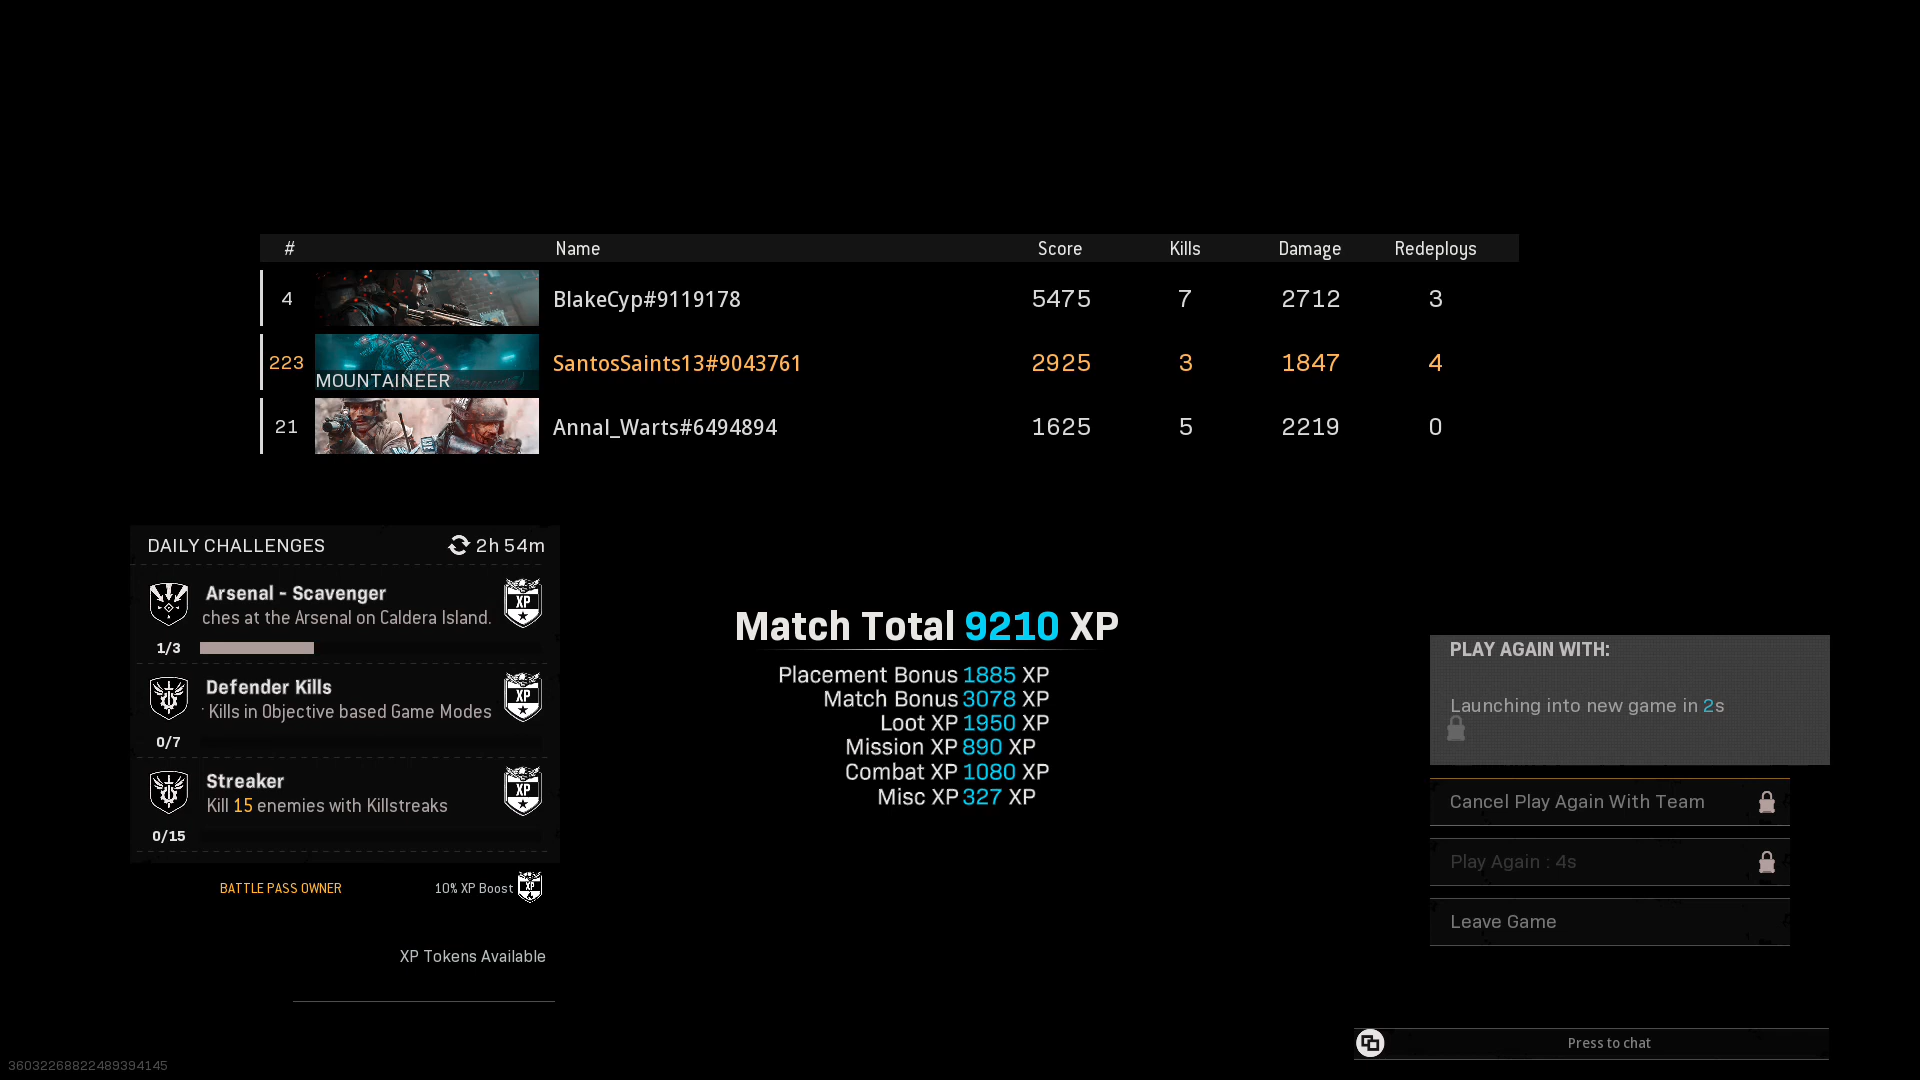 # Name Score Kills Damage Redeploys
4 BlakeCyp#9119178 5475 7 2712 3
223 MOUNTAINEER SantosSaints13#9043761 2925 3 1847 4
21 Annal_Warts#6494894 1625 5 2219 0
DAILY CHALLENGES 2h 54m
Arsenal - Scavenger
ches at the Arsenal on Caldera Island.
XP
1/3
Defender Kills
Kills in Objective based Game Modes
XP
0/7
Streaker
Kill 15 enemies with Killstreaks
XP
0/15
BATTLE PASS OWNER 10% XP Boost XP
XP Tokens Available
Match Total 9210 XP
Placement Bonus 1885 XP
Match Bonus 3078 XP
Loot XP 1950 XP
Mission XP 890 XP
Combat XP 1080 XP
Misc XP 327 XP
PLAY AGAIN WITH:
Launching into new game in 2s
Cancel Play Again With Team
Play Again : 4s
Leave Game
Press to chat
36032268822489394145